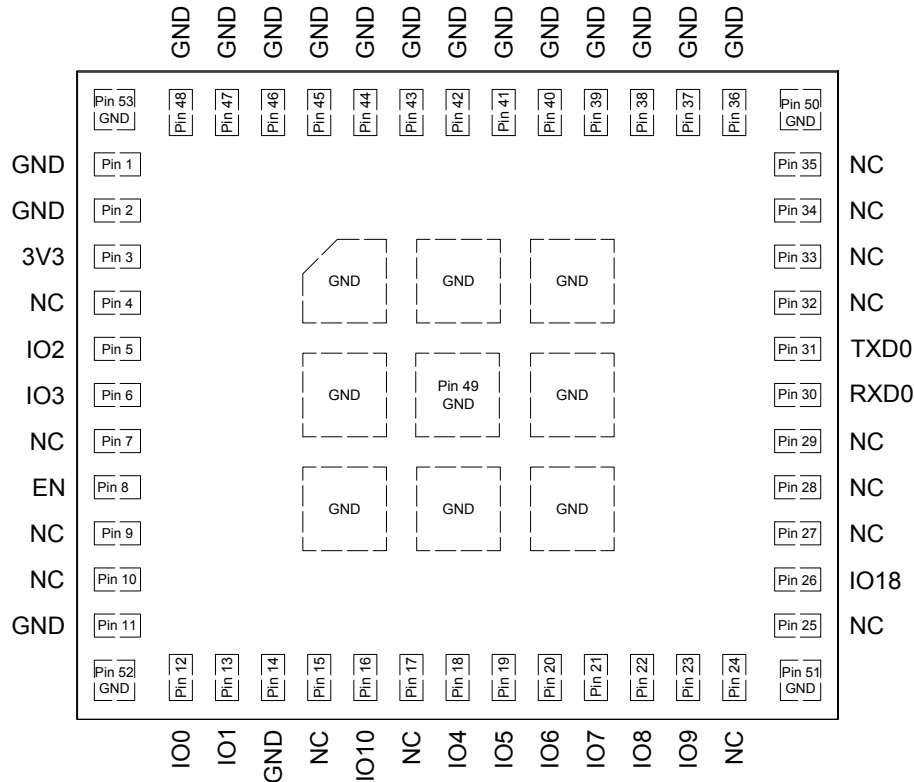 GND GND GND GND GND GND GND GND GND GND GND GND GND
Pin 53 Pin 48 Pin 47 Pin 46 Pin 45 Pin 44 Pin 43 Pin 42 Pin 41 Pin 40 Pin 39 Pin 38 Pin 37 Pin 36 Pin 50
GND GND
GND Pin 1 Pin 35 NC
GND Pin 2 Pin 34 NC
3V3 Pin 3 Pin 33 NC
GND GND GND
NC Pin 4 Pin 32 NC
IO2 Pin 5 Pin 31 TXD0
IO3 Pin 6 GND Pin 49 GND Pin 30 RXD0
GND
NC Pin 7 Pin 29 NC
EN Pin 8 Pin 28 NC
GND GND GND
NC Pin 9 Pin 27 NC
NC Pin 10 Pin 26 IO18
GND Pin 11 Pin 25 NC
Pin 52 Pin 12 Pin 13 Pin 14 Pin 15 Pin 16 Pin 17 Pin 18 Pin 19 Pin 20 Pin 21 Pin 22 Pin 23 Pin 24 Pin 51
GND GND
IO0 IO1 GND NC IO10 NC IO4 IO5 IO6 IO7 IO8 IO9 NC